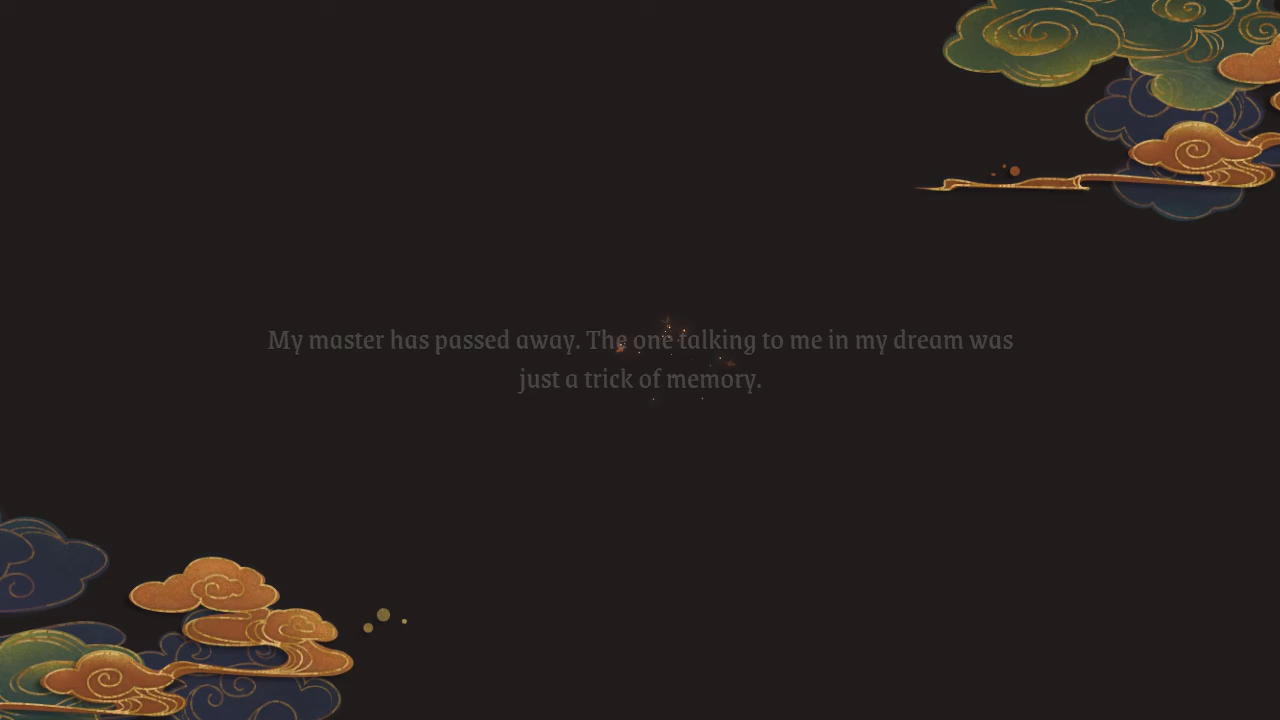 My master has passed away. The one talking to me in my dream was
just a trick of memory.